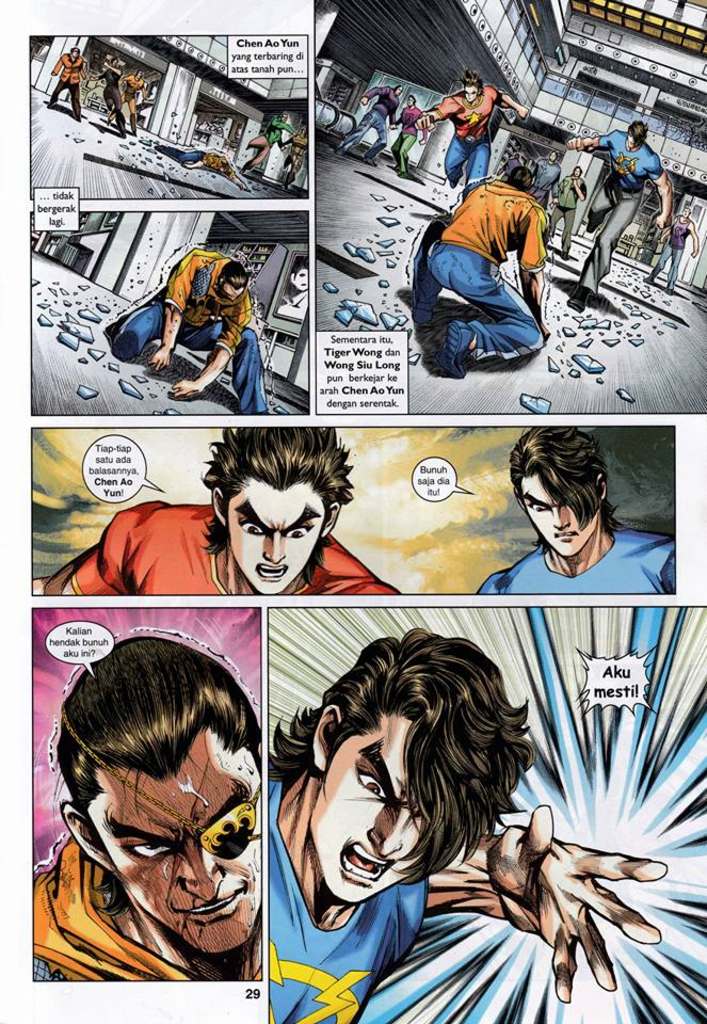 Chen Ao Yun
yang terbaring di
atas tanah pun...
... tidak
bergerak
lagi.
Sementara itu,
Tiger Wong dan
Wong Siu Long
pun berkejar ke
arah Chen Ao Yun
dengan serentak.
Tiap-tiap
satu ada
balasannya,
Chen Ao
Yun!
Bunuh
saja dia
itu!
Kalian
hendak bunuh
aku ini?
Aku
mesti!
29